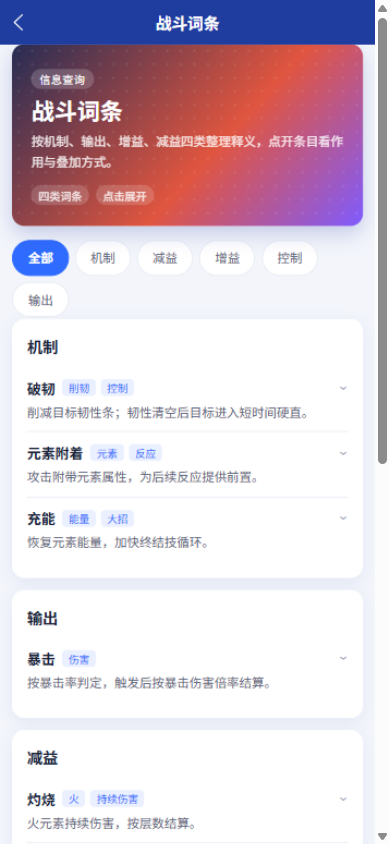 战斗词条
信息查询
战斗词条
按机制、输出、增益、减益四类整理释义，点开条目看作
用与叠加方式。
四类词条 点击展开
全部 机制 减益 增益 控制
输出
机制
破韧 削韧 控制
削减目标韧性条；韧性清空后目标进入短时间硬直。
元素附着 元素 反应
攻击附带元素属性，为后续反应提供前置。
充能 能量 大招
恢复元素能量，加快终结技循环。
输出
暴击 伤害
按暴击率判定，触发后按暴击伤害倍率结算。
减益
灼烧 火 持续伤害
火元素持续伤害，按层数结算。